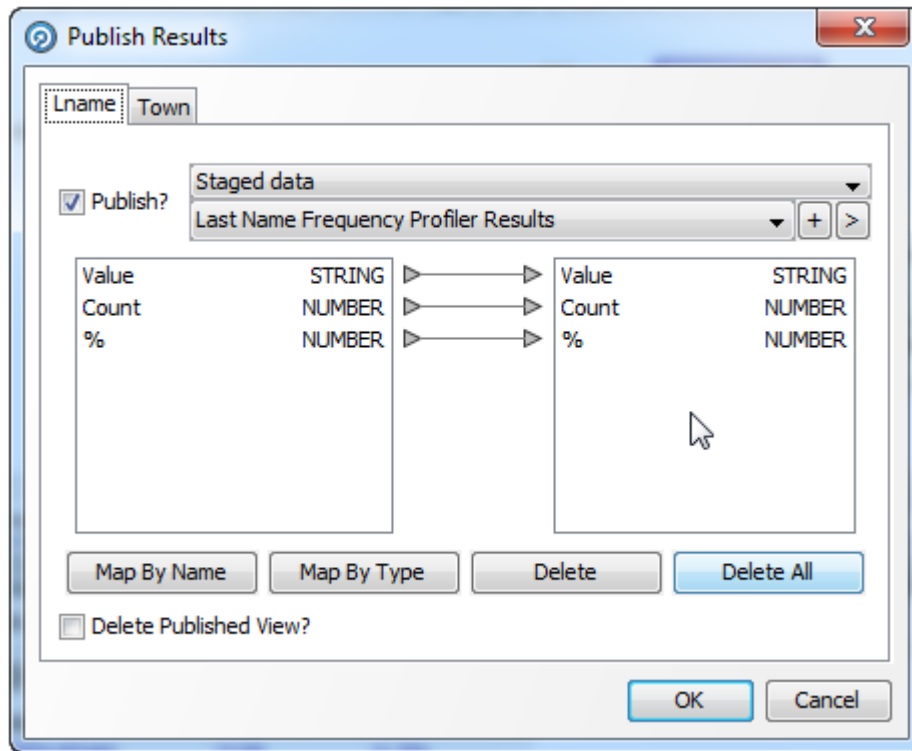 Publish Results
Lname Town
Staged data
Publish?
Last Name Frequency Profiler Results + >
Value STRING Value STRING
Count NUMBER Count NUMBER
% NUMBER % NUMBER
Map By Name Map By Type Delete Delete All
Delete Published View?
OK Cancel